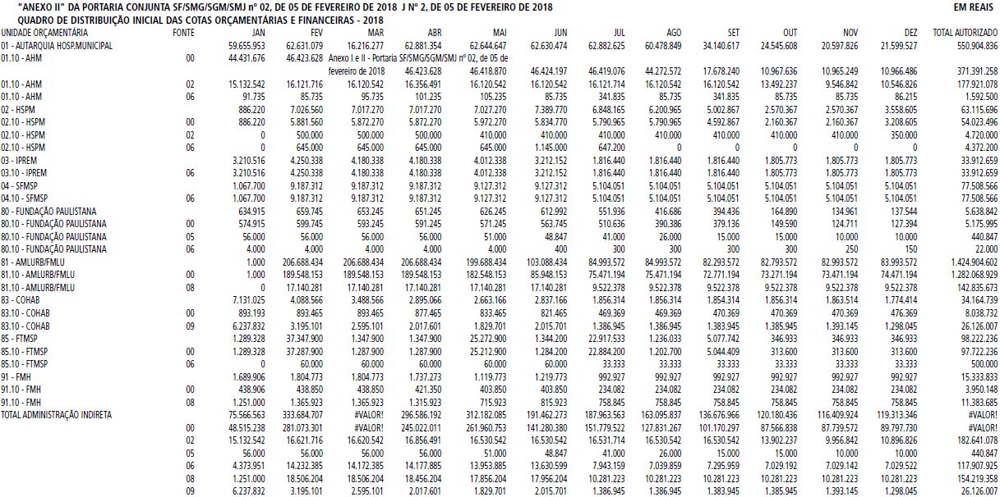 "ANEXO II" DA PORTARIA CONJUNTA SF/SMG/SGM/SMJ nº 02, DE 05 DE FEVEREIRO DE 2018 J Nº 2, DE 05 DE FEVEREIRO DE 2018 EM REAIS
QUADRO DE DISTRIBUIÇÃO INICIAL DAS COTAS ORÇAMENTÁRIAS E FINANCEIRAS - 2018
UNIDADE ORÇAMENTÁRIA FONTE JAN FEV MAR ABR MAI JUN JUL AGO SET OUT NOV DEZ TOTAL AUTORIZADO
01 - AUTARQUIA HOSP.MUNICIPAL 59.655.953 62.631.079 16.216.277 62.881.354 62.644.647 62.630.474 62.882.625 60.478.849 34.140.617 24.545.608 20.597.826 21.599.527 550.904.836
01.10 - AHM 00 44.431.676 46.423.628 Anexo I e II - Portaria SF/SMG/SGM/SMJ nº 02, de 05 de
fevereiro de 2018 46.423.628 46.418.870 46.424.197 46.419.076 44.272.572 17.678.240 10.967.636 10.965.249 10.966.486 371.391.258
01.10 - AHM 02 15.132.542 16.121.716 16.120.542 16.356.491 16.120.542 16.120.542 16.121.714 16.120.542 16.120.542 13.492.237 9.546.842 10.546.826 177.921.078
01.10 - AHM 06 91.735 85.735 95.735 101.235 105.235 85.735 341.835 85.735 341.835 85.735 85.735 86.215 1.592.500
02 - HSPM 886.220 7.026.560 7.017.270 7.017.270 7.027.270 7.389.770 6.848.165 6.200.965 5.002.867 2.570.367 2.570.367 3.558.605 63.115.696
02.10 - HSPM 00 886.220 5.881.560 5.872.270 5.872.270 5.972.270 5.834.770 5.790.965 5.790.965 4.592.867 2.160.367 2.160.367 3.208.605 54.023.496
02.10 - HSPM 02 0 500.000 500.000 500.000 410.000 410.000 410.000 410.000 410.000 410.000 410.000 350.000 4.720.000
02.10 - HSPM 06 0 645.000 645.000 645.000 645.000 1.145.000 647.200 0 0 0 0 0 4.372.200
03 - IPREM 3.210.516 4.250.338 4.180.338 4.180.338 4.012.338 3.212.152 1.816.440 1.816.440 1.816.440 1.805.773 1.805.773 1.805.773 33.912.659
03.10 - IPREM 06 3.210.516 4.250.338 4.180.338 4.180.338 4.012.338 3.212.152 1.816.440 1.816.440 1.816.440 1.805.773 1.805.773 1.805.773 33.912.659
04 - SFMSP 1.067.700 9.187.312 9.187.312 9.187.312 9.127.312 9.127.312 5.104.051 5.104.051 5.104.051 5.104.051 5.104.051 5.104.051 77.508.566
04.10 - SFMSP 06 1.067.700 9.187.312 9.187.312 9.187.312 9.127.312 9.127.312 5.104.051 5.104.051 5.104.051 5.104.051 5.104.051 5.104.051 77.508.566
80 - FUNDAÇÃO PAULISTANA 634.915 659.745 653.245 651.245 626.245 612.992 551.936 416.686 394.436 164.890 134.961 137.544 5.638.842
80.10 - FUNDAÇÃO PAULISTANA 00 574.915 599.745 593.245 591.245 571.245 563.745 510.636 390.386 379.136 149.590 124.711 127.394 5.175.995
80.10 - FUNDAÇÃO PAULISTANA 05 56.000 56.000 56.000 56.000 51.000 48.847 41.000 26.000 15.000 15.000 10.000 10.000 440.847
80.10 - FUNDAÇÃO PAULISTANA 06 4.000 4.000 4.000 4.000 4.000 400 300 300 300 300 250 150 22.000
81 - AMLURB/FMLU 1.000 206.688.434 206.688.434 206.688.434 199.688.434 103.088.434 84.993.572 84.993.572 82.293.572 82.793.572 82.993.572 83.993.572 1.424.904.602
81.10 - AMLURB/FMLU 00 1.000 189.548.153 189.548.153 189.548.153 182.548.153 85.948.153 75.471.194 75.471.194 72.771.194 73.271.194 73.471.194 74.471.194 1.282.068.929
81.10 - AMLURB/FMLU 08 0 17.140.281 17.140.281 17.140.281 17.140.281 17.140.281 9.522.378 9.522.378 9.522.378 9.522.378 9.522.378 9.522.378 142.835.673
83 - COHAB 7.131.025 4.088.566 3.488.566 2.895.066 2.663.166 2.837.166 1.856.314 1.856.314 1.854.314 1.856.314 1.863.514 1.774.414 34.164.739
83.10 - COHAB 00 893.193 893.465 893.465 877.465 833.465 821.465 469.369 469.369 470.369 470.369 470.369 476.369 8.038.732
83.10 - COHAB 09 6.237.832 3.195.101 2.595.101 2.017.601 1.829.701 2.015.701 1.386.945 1.386.945 1.383.945 1.385.945 1.393.145 1.298.045 26.126.007
85 - FTMSP 1.289.328 37.347.900 1.347.900 1.347.900 25.272.900 1.344.200 22.917.533 1.236.033 5.077.742 346.933 346.933 346.933 98.222.236
85.10 - FTMSP 00 1.289.328 37.287.900 1.287.900 1.287.900 25.212.900 1.284.200 22.884.200 1.202.700 5.044.409 313.600 313.600 313.600 97.722.236
85.10 - FTMSP 06 0 60.000 60.000 60.000 60.000 60.000 33.333 33.333 33.333 33.333 33.333 33.333 500.000
91 - FMH 1.689.906 1.804.773 1.804.773 1.737.273 1.119.773 1.219.773 992.927 992.927 992.927 992.927 992.927 992.927 15.333.833
91.10 - FMH 00 438.906 438.850 438.850 421.350 403.850 403.850 234.082 234.082 234.082 234.082 234.082 234.082 3.950.148
91.10 - FMH 08 1.251.000 1.365.923 1.365.923 1.315.923 715.923 815.923 758.845 758.845 758.845 758.845 758.845 758.845 11.383.685
TOTAL ADMINISTRAÇÃO INDIRETA 75.566.563 333.684.707 #VALOR! 296.586.192 312.182.085 191.462.273 187.963.563 163.095.837 136.676.966 120.180.436 116.409.924 119.313.346 #VALOR!
00 48.515.238 281.073.301 #VALOR! 245.022.011 261.960.753 141.280.380 151.779.522 127.831.267 101.170.297 87.566.838 87.739.572 89.797.730 #VALOR!
02 15.132.542 16.621.716 16.620.542 16.856.491 16.530.542 16.530.542 16.531.714 16.530.542 16.530.542 13.902.237 9.956.842 10.896.826 182.641.078
05 56.000 56.000 56.000 56.000 51.000 48.847 41.000 26.000 15.000 15.000 10.000 10.000 440.847
06 4.373.951 14.232.385 14.172.385 14.177.885 13.953.885 13.630.599 7.943.159 7.039.859 7.295.959 7.029.192 7.029.142 7.029.522 117.907.925
08 1.251.000 18.506.204 18.506.204 18.456.204 17.856.204 17.956.204 10.281.223 10.281.223 10.281.223 10.281.223 10.281.223 10.281.223 154.219.358
09 6.237.832 3.195.101 2.595.101 2.017.601 1.829.701 2.015.701 1.386.945 1.386.945 1.383.945 1.385.945 1.393.145 1.298.045 26.126.007